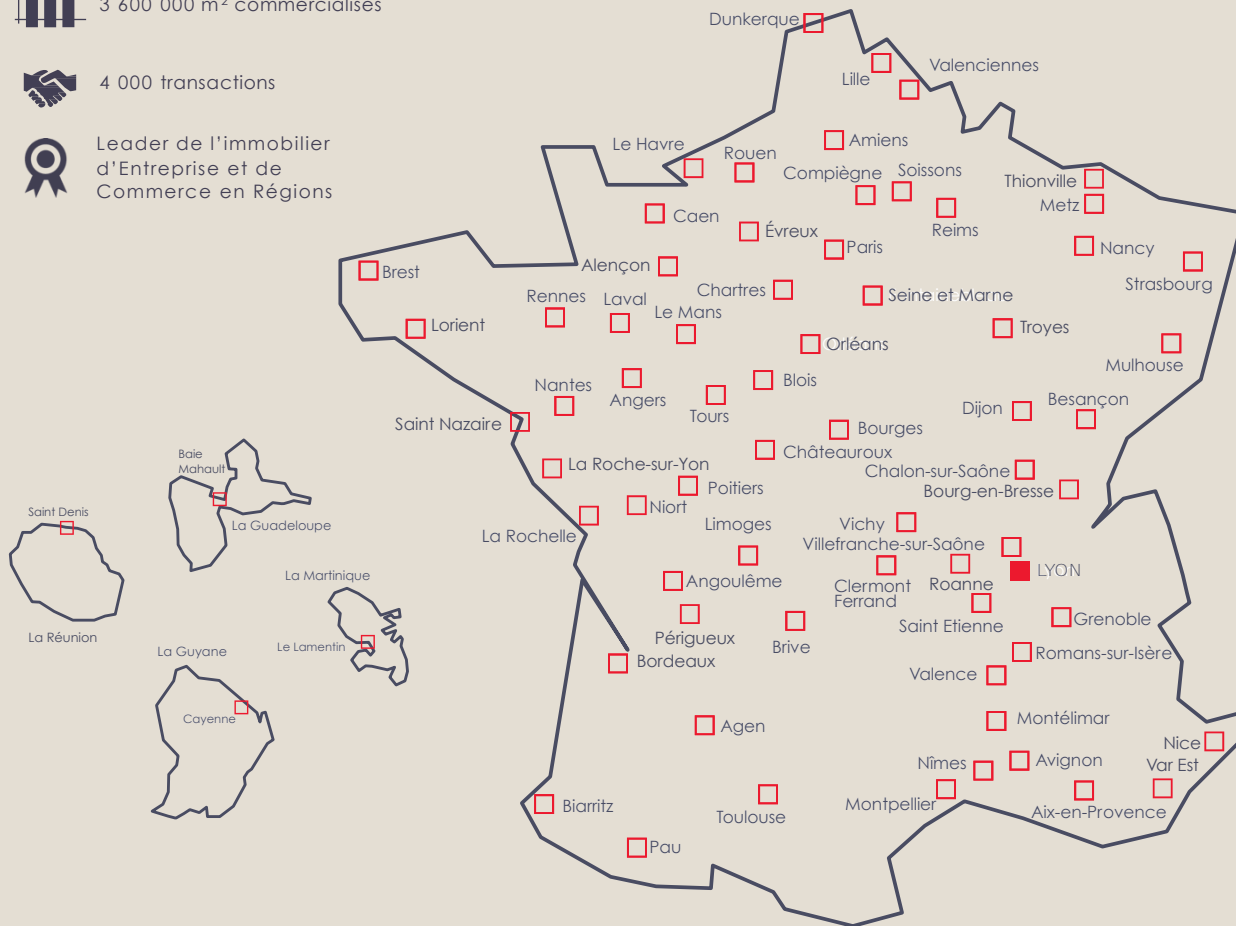 3 600 000 m² commercialisés
4 000 transactions
Leader de l'immobilier
d'Entreprise et de
Commerce en Régions
Dunkerque
Lille
Valenciennes
Amiens
Le Havre
Rouen
Compiègne
Soissons
Thionville
Metz
Caen
Évreux
Reims
Paris
Nancy
Strasbourg
Brest
Alençon
Chartres
Seine et Marne
Rennes
Laval
Le Mans
Lorient
Orléans
Troyes
Mulhouse
Nantes
Angers
Tours
Blois
Dijon
Besançon
Saint Nazaire
Bourges
Châteauroux
La Roche-sur-Yon
Chalon-sur-Saône
Bourg-en-Bresse
Poitiers
Niort
La Rochelle
Limoges
Vichy
Villefranche-sur-Saône
LYON
Angoulême
Clermont
Ferrand
Roanne
Saint Etienne
Grenoble
Périgueux
Brive
Bordeaux
Romans-sur-Isère
Valence
Agen
Montélimar
Nîmes
Avignon
Nice
Var Est
Biarritz
Toulouse
Montpellier
Aix-en-Provence
Pau
Baie
Mahault
La Guadeloupe
Saint Denis
La Réunion
La Martinique
Le Lamentin
La Guyane
Cayenne